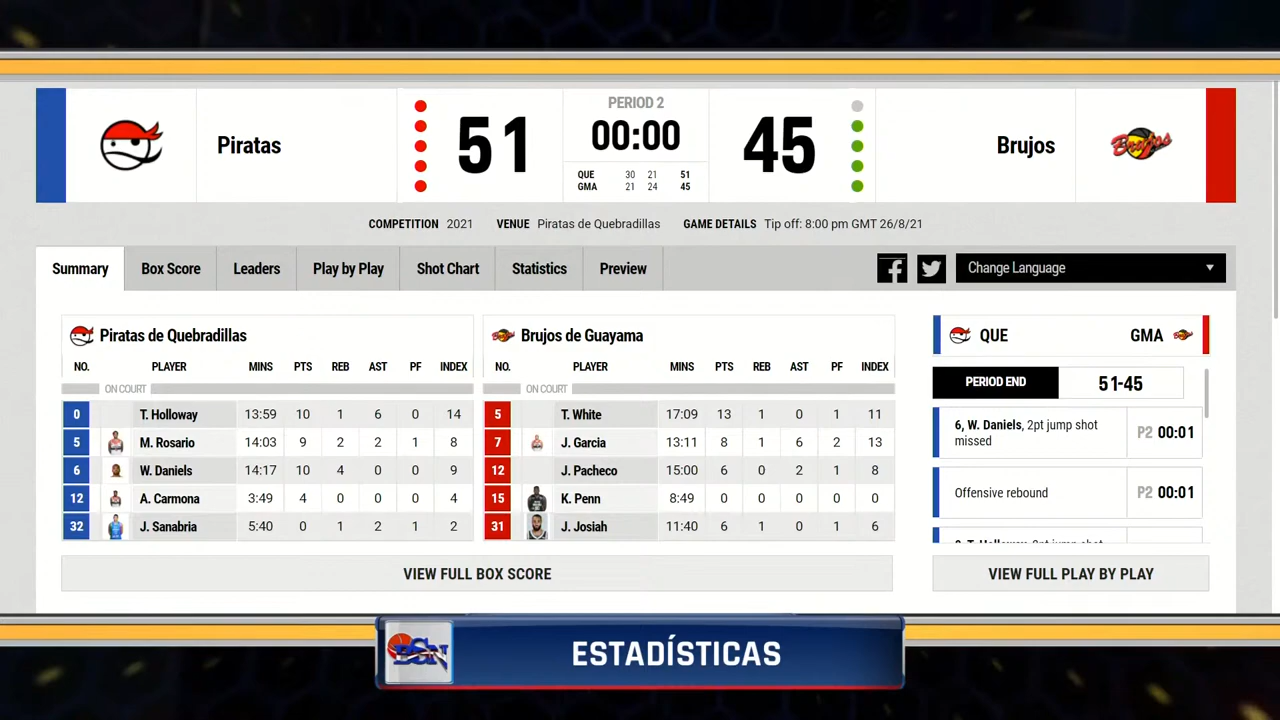 Piratas
51
PERIOD 2
00:00
QUE 30 21 51
GMA 21 24 45
45
Brujos
Brujos
COMPETITION 2021 VENUE Piratas de Quebradillas GAME DETAILS Tip off: 8:00 pm GMT 26/8/21
Summary Box Score Leaders Play by Play Shot Chart Statistics Preview
Change Language
Piratas de Quebradillas
NO. PLAYER MINS PTS REB AST PF INDEX
ON COURT
0 T. Holloway 13:59 10 1 6 0 14
5 M. Rosario 14:03 9 2 2 1 8
6 W. Daniels 14:17 10 4 0 0 9
12 A. Carmona 3:49 4 0 0 0 4
32 J. Sanabria 5:40 0 1 2 1 2
Brujos de Guayama
NO. PLAYER MINS PTS REB AST PF INDEX
ON COURT
5 T. White 17:09 13 1 0 1 11
7 J. Garcia 13:11 8 1 6 2 13
12 J. Pacheco 15:00 6 0 2 1 8
15 K. Penn 8:49 0 0 0 0 0
31 J. Josiah 11:40 6 1 0 1 6
VIEW FULL BOX SCORE
QUE GMA
PERIOD END 51-45
6, W. Daniels, 2pt jump shot
missed
P2 00:01
Offensive rebound P2 00:01
VIEW FULL PLAY BY PLAY
BSN
ESTADÍSTICAS